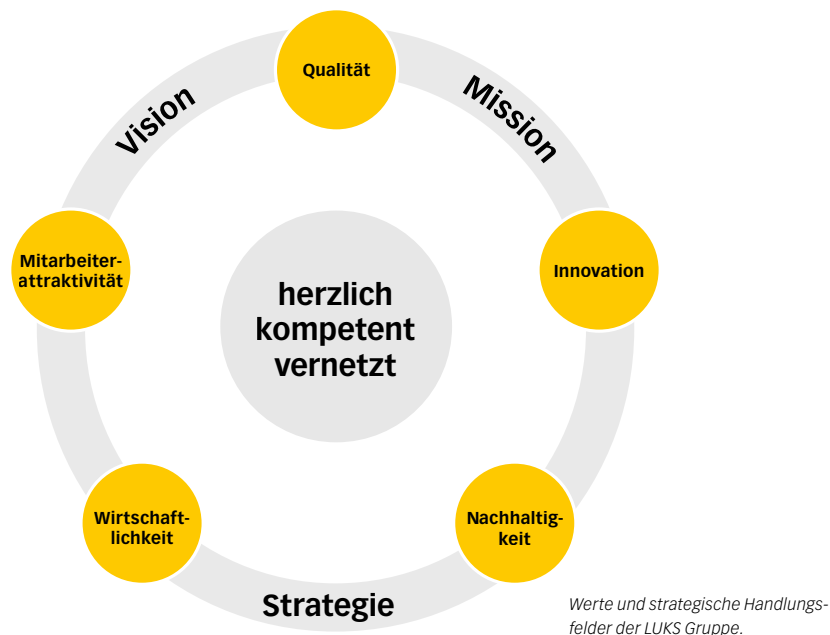 Qualität
Vision
Mission
Mitarbeiter-
attraktivität
Innovation
herzlich
kompetent
vernetzt
Wirtschaft-
lichkeit
Nachhaltig-
keit
Strategie
Werte und strategische Handlungs-
felder der LUKS Gruppe.